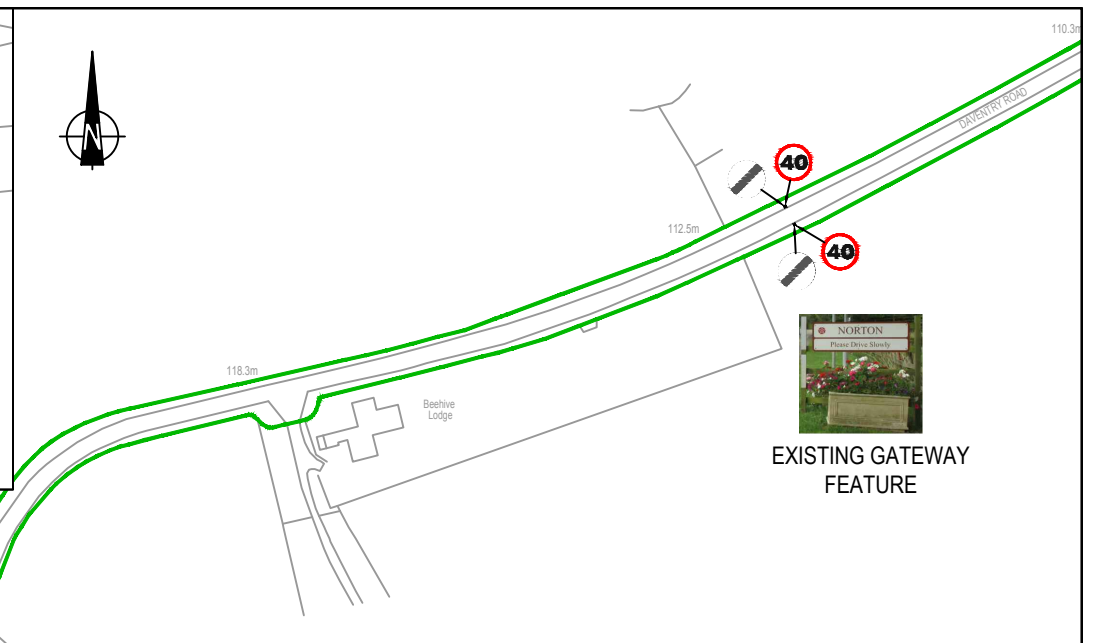 110.3m
DAVENTRY ROAD
N
40
112.5m
40
NORTON
Please Drive Slowly
118.3m
Beehive
Lodge
EXISTING GATEWAY
FEATURE